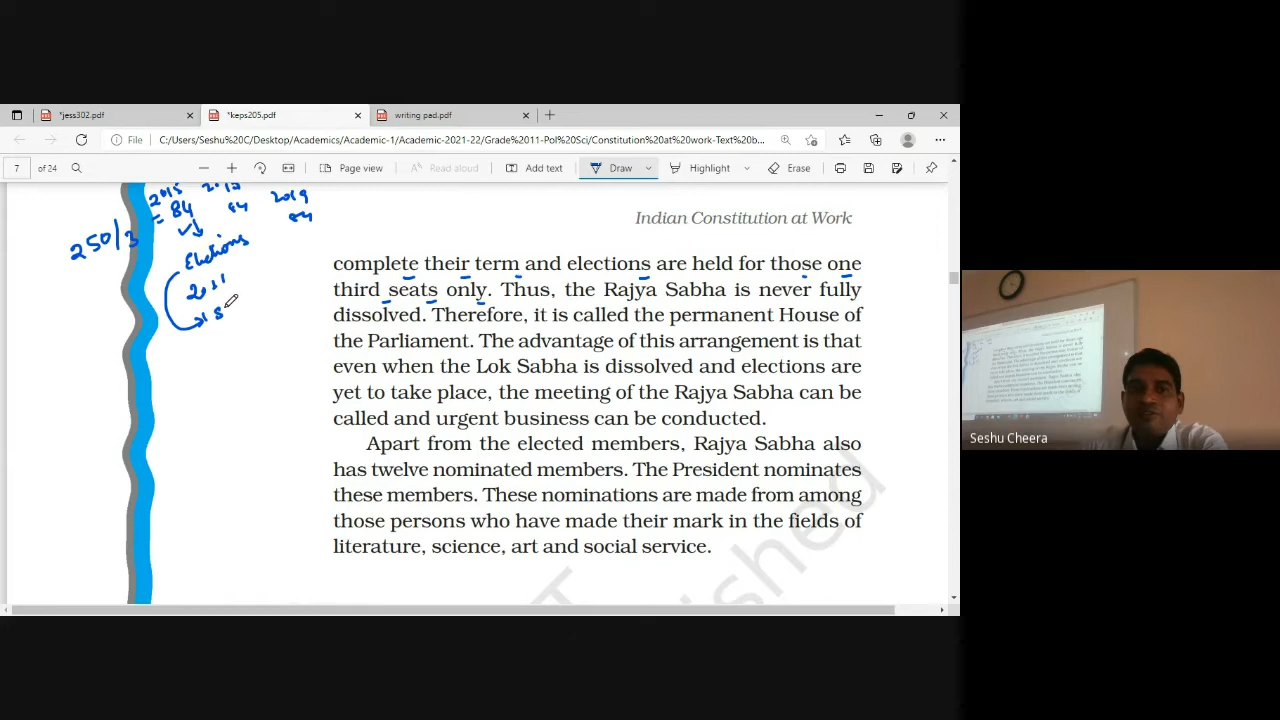 *jess302.pdf
*keps205.pdf
writing pad.pdf
File
C:/Users/Seshu%20C/Desktop/Academics/Academic-1/Academic-2021-22/Grade%2011-Pol%20Sci/Constitution%20at%20work-Text%20b...
7 of 24
Page view
Read aloud
Add text
Draw
Highlight
Erase
2015
2019
250/3 = 84
84
84
Elections
2021
Indian Constitution at Work
complete their term and elections are held for those one
third seats only. Thus, the Rajya Sabha is never fully
dissolved. Therefore, it is called the permanent House of
the Parliament. The advantage of this arrangement is that
even when the Lok Sabha is dissolved and elections are
yet to take place, the meeting of the Rajya Sabha can be
called and urgent business can be conducted.
Apart from the elected members, Rajya Sabha also
has twelve nominated members. The President nominates
these members. These nominations are made from among
those persons who have made their mark in the fields of
literature, science, art and social service.
Seshu Cheera